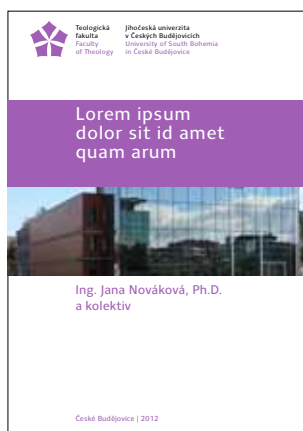 Teologická
fakulta
Faculty
of Theology
Jihočeská univerzita
v Českých Budějovicích
University of South Bohemia
in České Budějovice
Lorem ipsum
dolor sit id amet
quam arum
Ing. Jana Nováková, Ph.D.
a kolektiv
České Budějovice | 2012